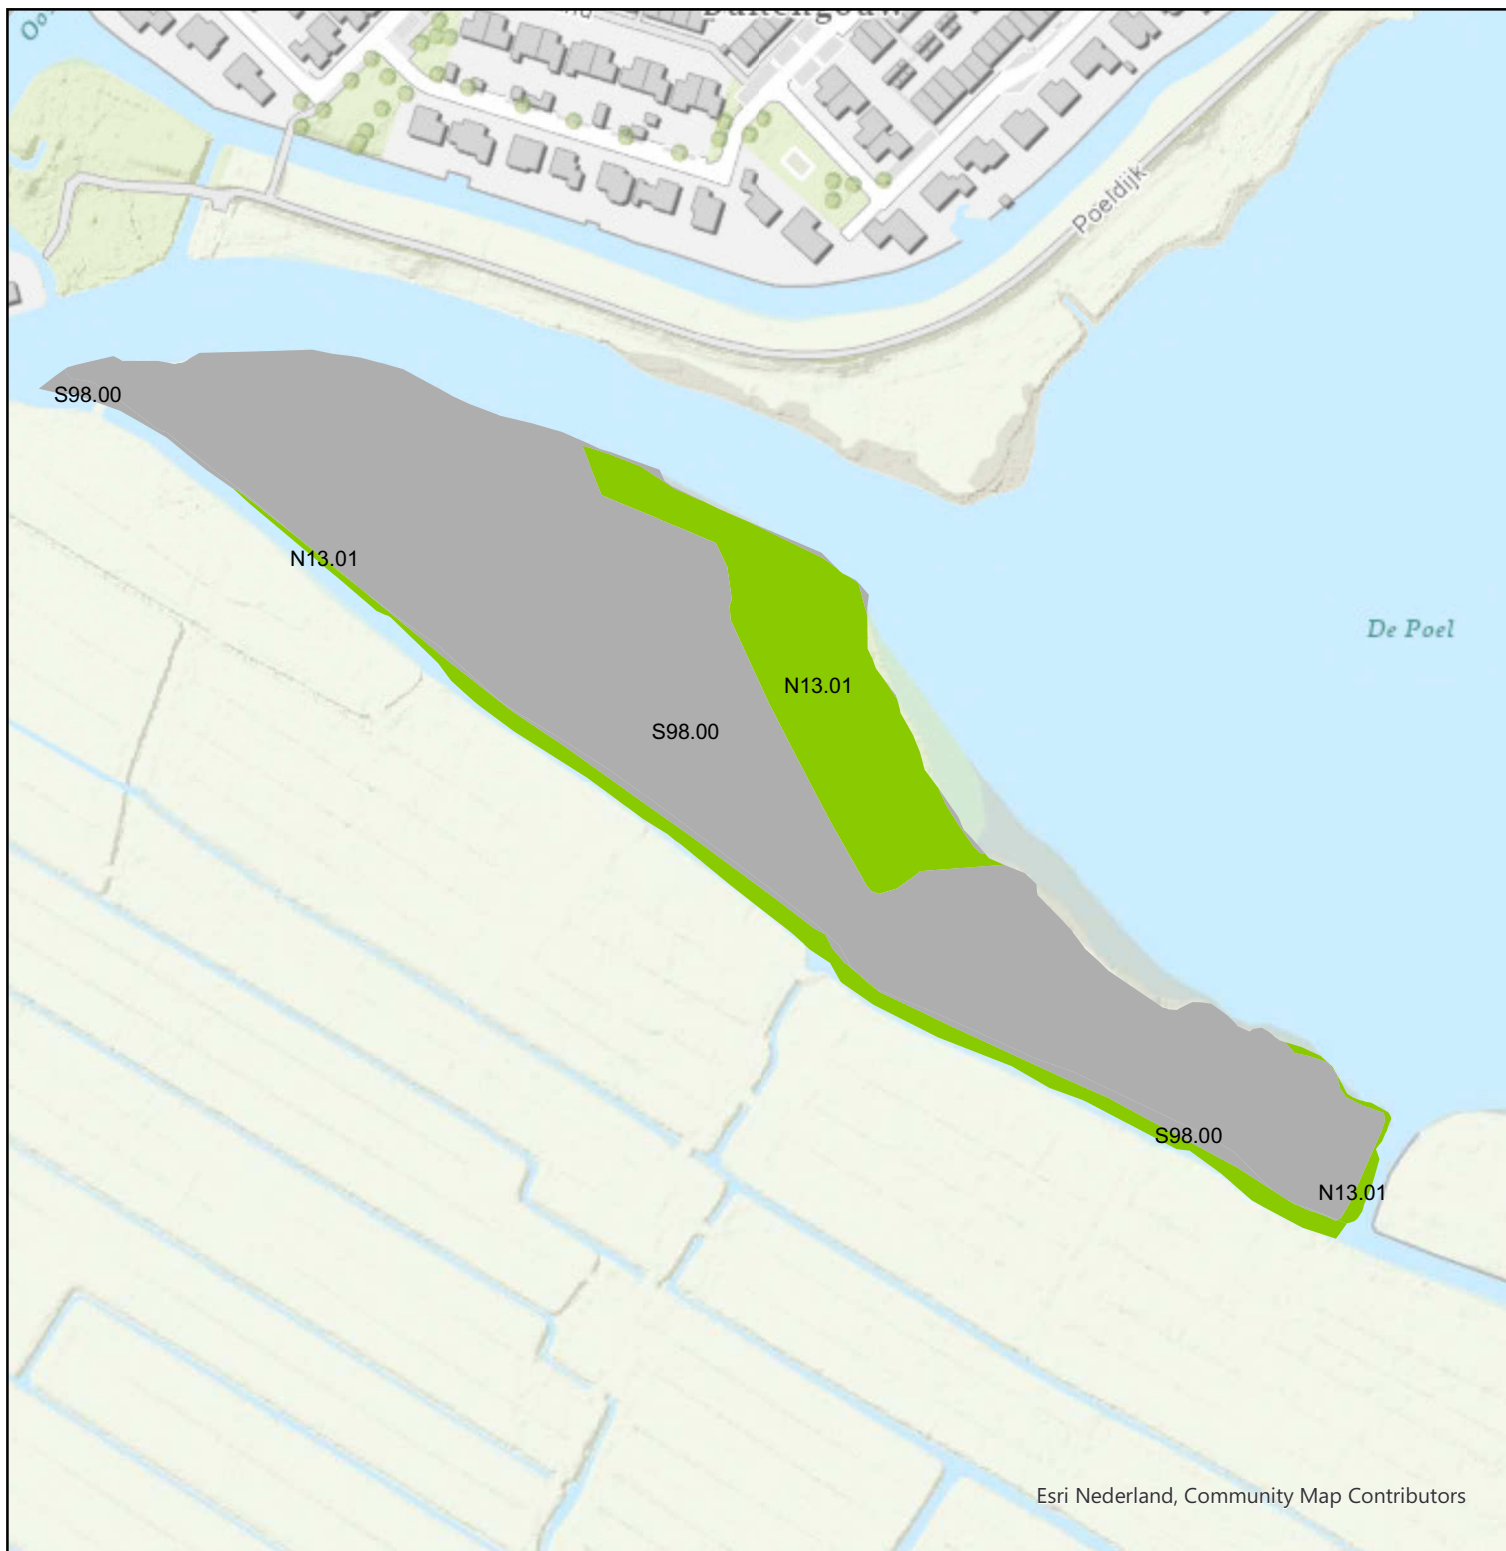 Poeldijk
S98.00
N13.01
De Poel
N13.01
S98.00
S98.00
N13.01
Esri Nederland, Community Map Contributors